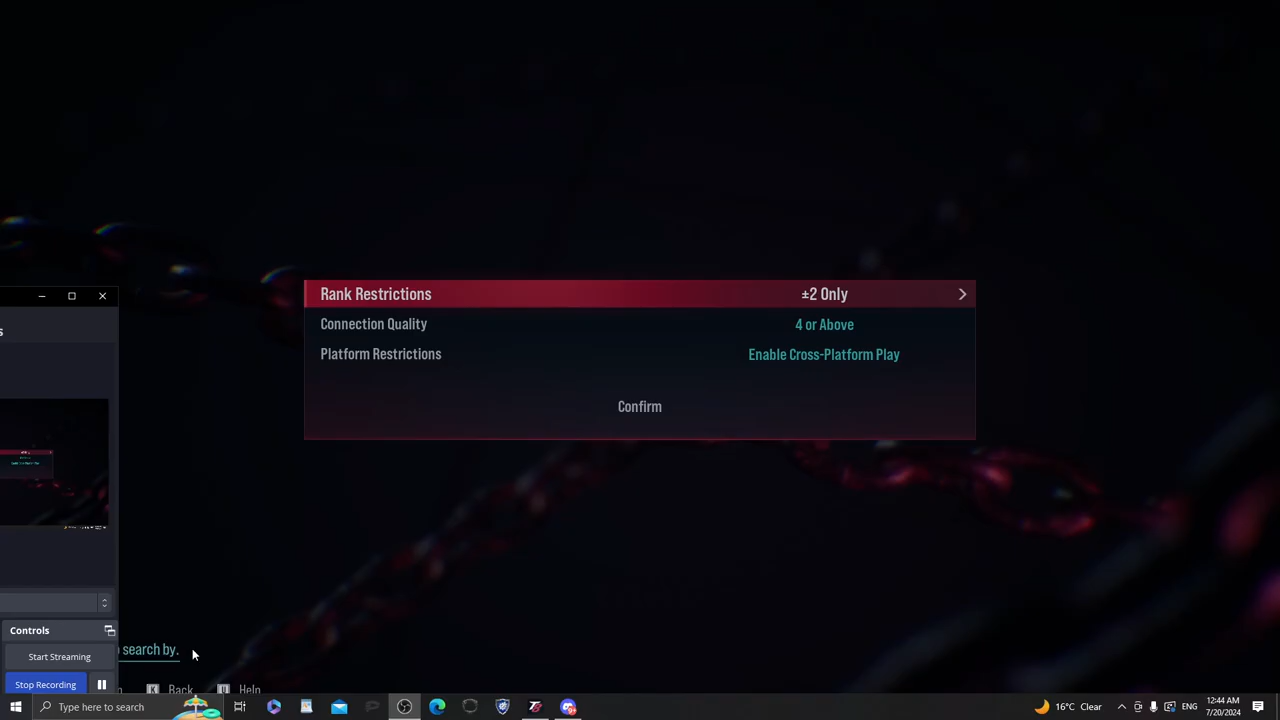 Rank Restrictions ±2 Only
Connection Quality 4 or Above
Platform Restrictions Enable Cross-Platform Play
Confirm
s
Controls
Start Streaming
Stop Recording
search by.
Back Help
Type here to search
16°C Clear
ENG
12:44 AM
7/20/2024